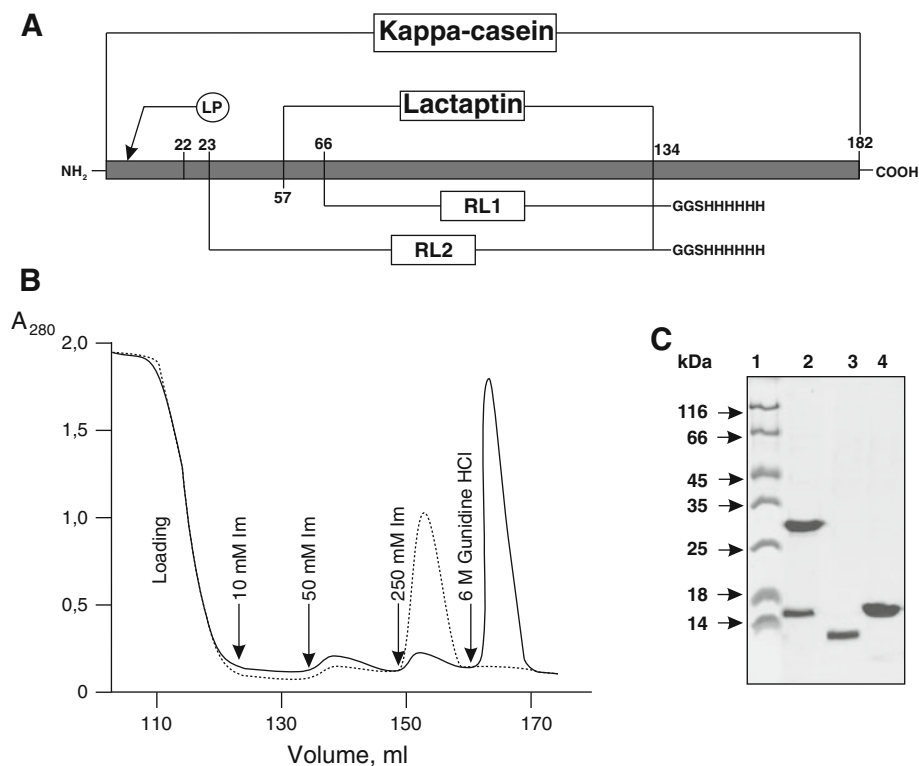 A
Kappa-casein
LP
Lactaptin
22 23 66 134 182
NH2 COOH
57
RL1 GGSHHHHHH
RL2 GGSHHHHHH
B
A280
2,0
1,5
1,0
0,5
0
Loading
10 mM Im
50 mM Im
250 mM Im
6 M Gunidine HCl
110 130 150 170
Volume, ml
C
kDa 1 2 3 4
116
66
45
35
25
18
14